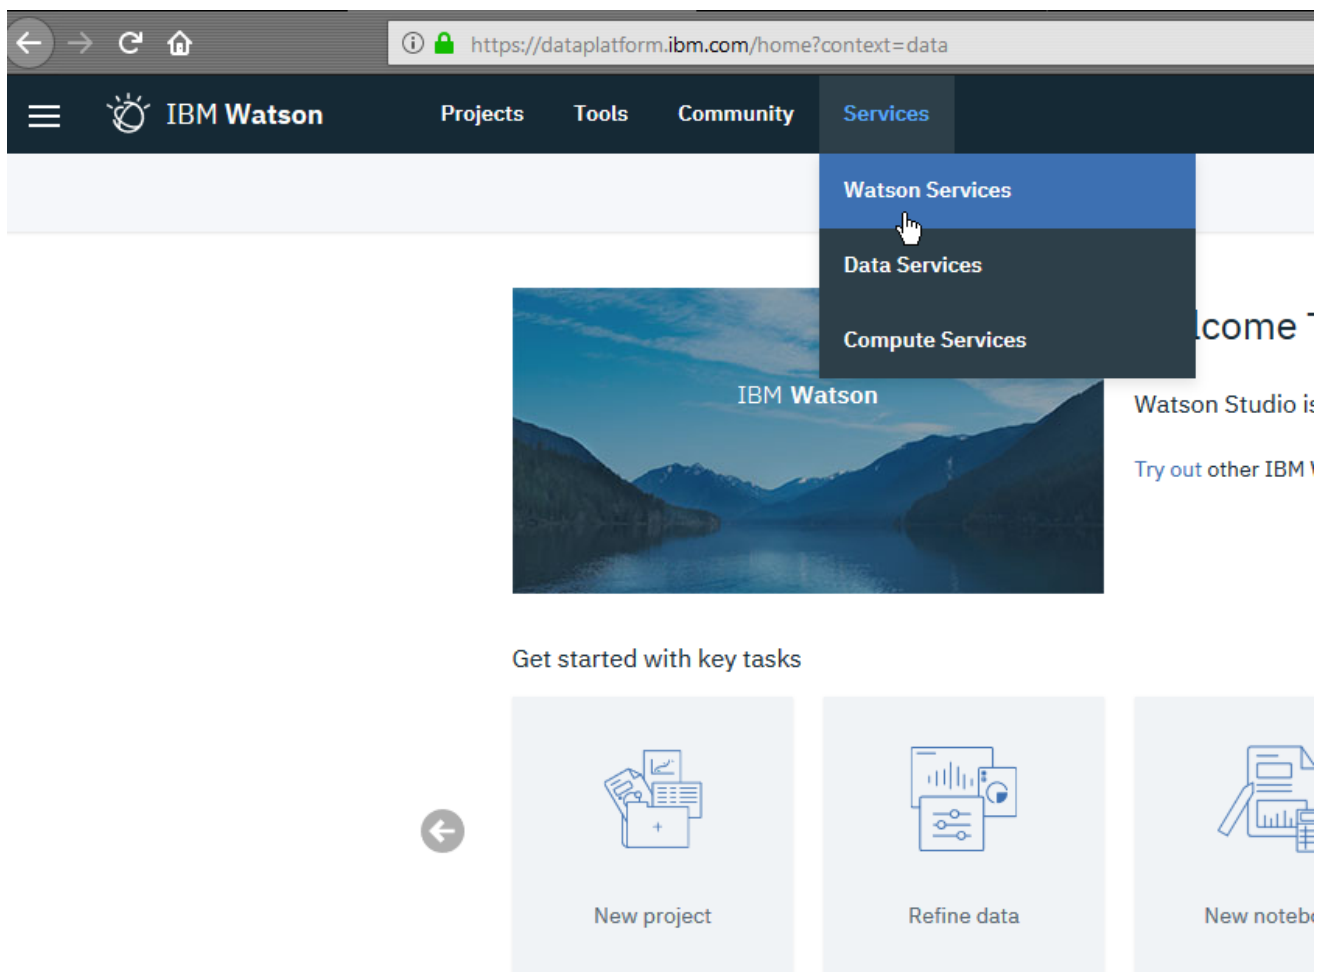 https://dataplatform.ibm.com/home?context=data
IBM Watson
Projects
Tools
Community
Services
Watson Services
Data Services
Compute Services
IBM Watson
Watson Studio is
Try out other IBM
Get started with key tasks
New project
Refine data
New